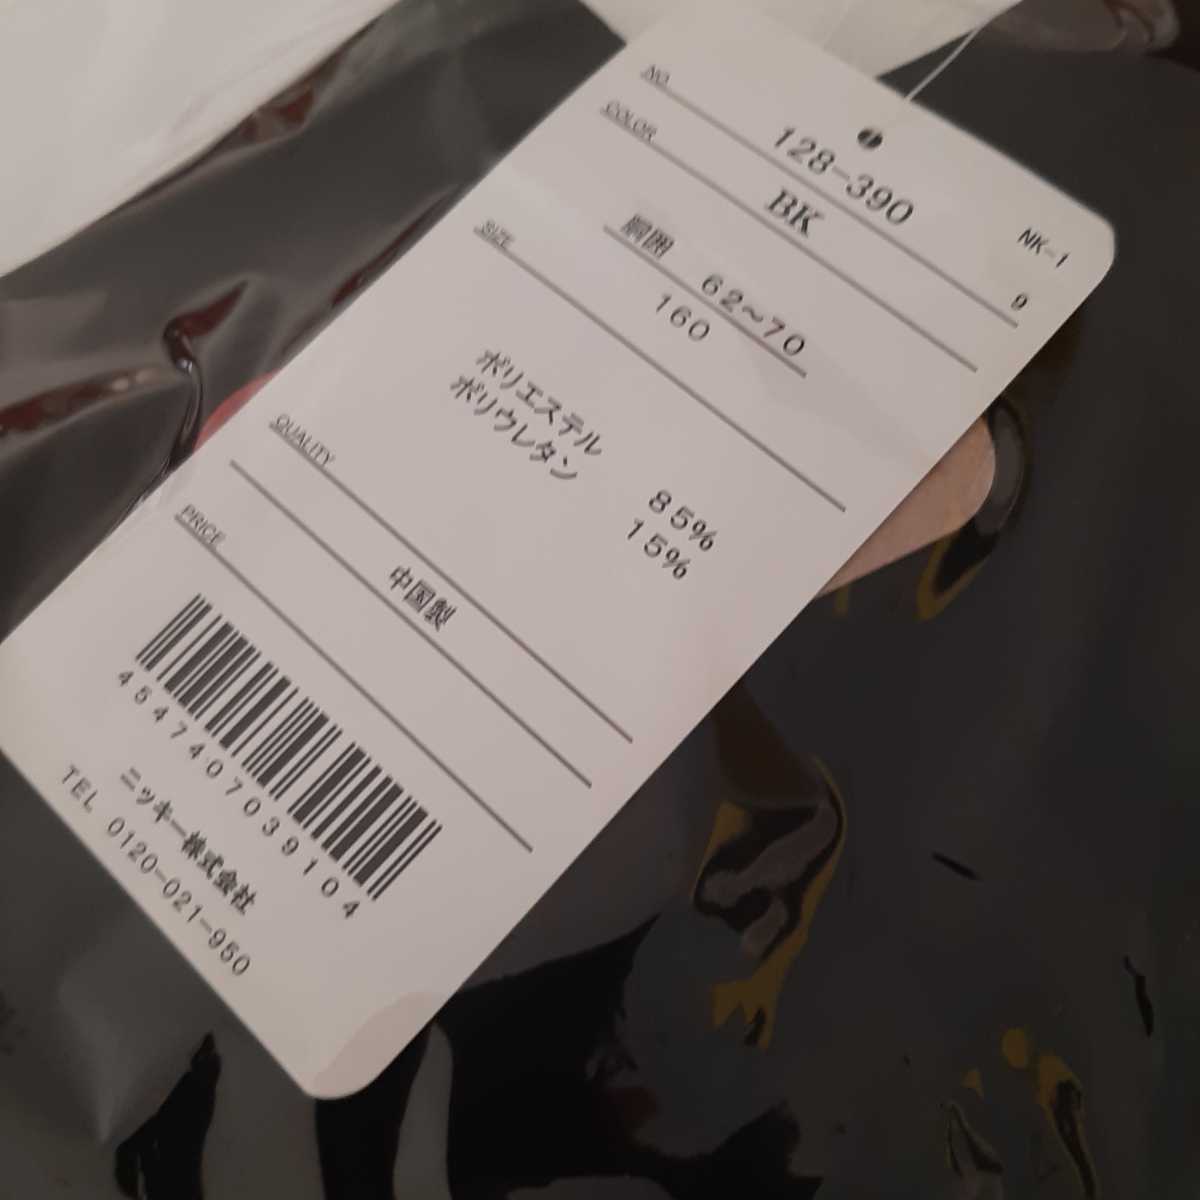 NO.
128-390
NK-1
9
COLOR
BK
胴囲 62~70
SIZE
160
ポリエステル 85%
ポリウレタン 15%
QUALITY
中国製
PRICE
4547407039104
ニッキー株式会社
TEL 0120-021-950